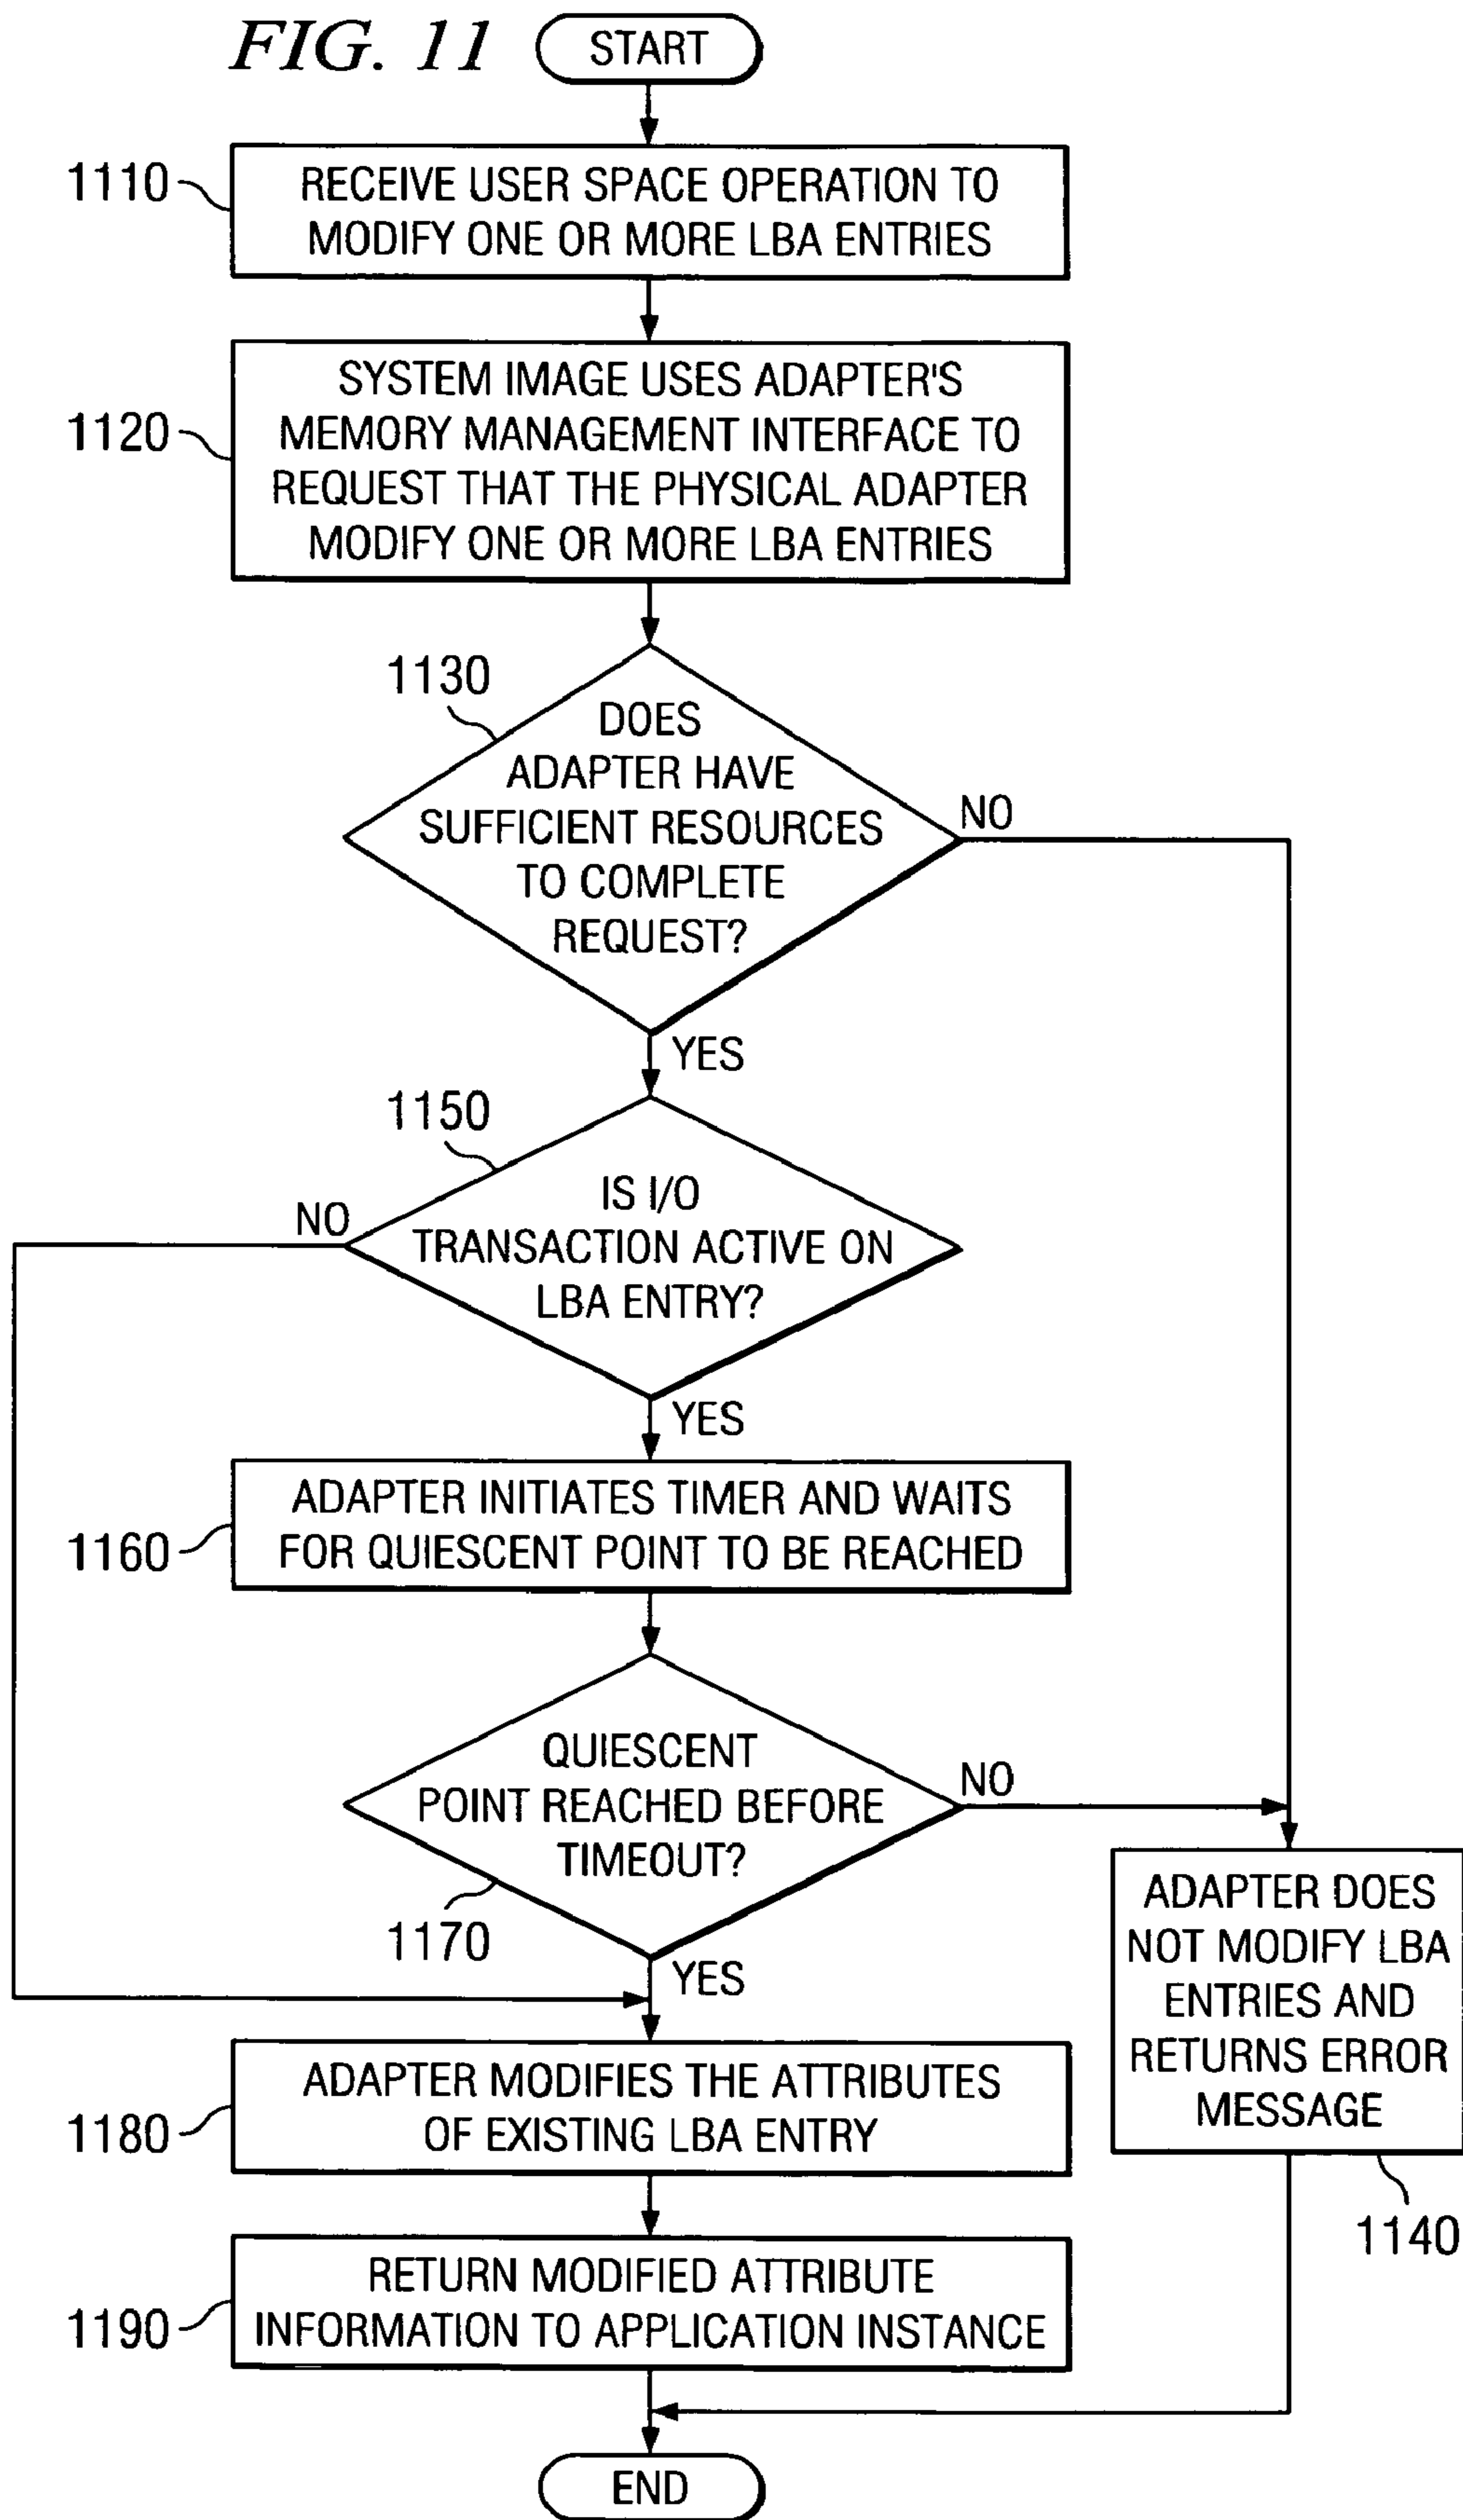 FIG. 11
START
1110
RECEIVE USER SPACE OPERATION TO
MODIFY ONE OR MORE LBA ENTRIES
1120
SYSTEM IMAGE USES ADAPTER'S
MEMORY MANAGEMENT INTERFACE TO
REQUEST THAT THE PHYSICAL ADAPTER
MODIFY ONE OR MORE LBA ENTRIES
1130
DOES
ADAPTER HAVE
SUFFICIENT RESOURCES
TO COMPLETE
REQUEST?
NO
YES
1150
IS I/O
TRANSACTION ACTIVE ON
LBA ENTRY?
NO
YES
1160
ADAPTER INITIATES TIMER AND WAITS
FOR QUIESCENT POINT TO BE REACHED
QUIESCENT
POINT REACHED BEFORE
TIMEOUT?
NO
1170
YES
ADAPTER DOES
NOT MODIFY LBA
ENTRIES AND
RETURNS ERROR
MESSAGE
1140
1180
ADAPTER MODIFIES THE ATTRIBUTES
OF EXISTING LBA ENTRY
1190
RETURN MODIFIED ATTRIBUTE
INFORMATION TO APPLICATION INSTANCE
END